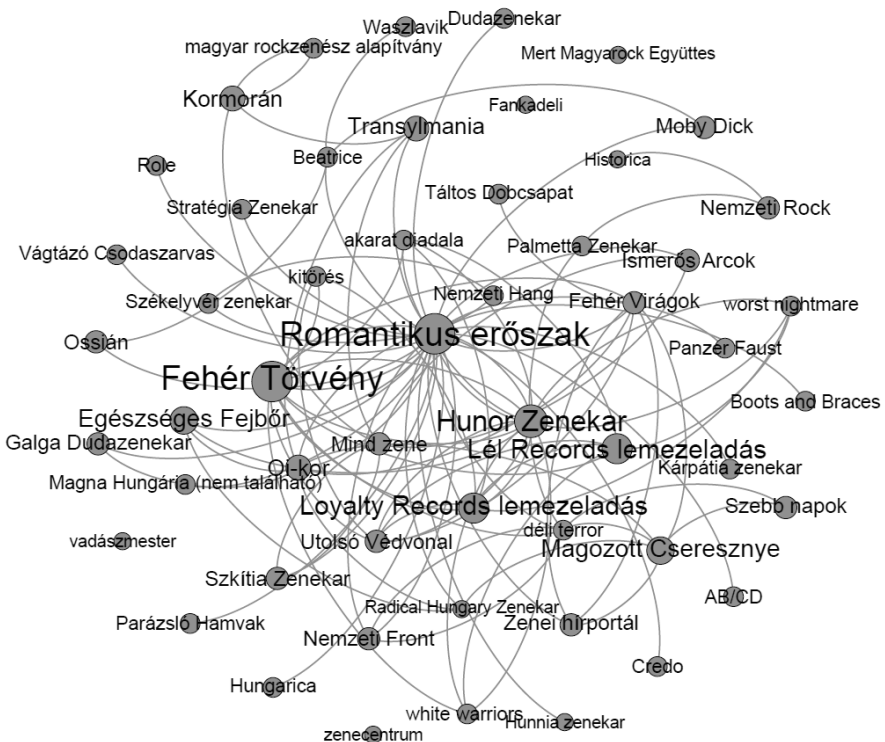 Waszlavik
Dudazenekar
magyar rockzenész alapítvány
Mert Magyarock Együttes
Kormorán
Fankadeli
Transylmania
Moby Dick
Role
Beatrice
Historica
Stratégia Zenekar
Táltos Dobcsapat
Nemzeti Rock
Vágtázó Csodaszarvas
akarat diadala
Palmetta Zenekar
Ismerős Arcok
kitörés
Székelyvér zenekar
Nemzeti Hang
Fehér Virágok
worst nightmare
Ossián
Romantikus erőszak
Panzer Faust
Fehér Törvény
Boots and Braces
Egészséges Fejbőr
Hunor Zenekar
Galga Dudazenekar
Mind zene
Lél Records lemezeladás
Oi-kor
Kárpátia zenekar
Magna Hungária (nem található)
Loyalty Records lemezeladás
Szebb napok
déli terror
vadászmester
Utolsó Védvonal
Magozott Cseresznye
Szkítia Zenekar
AB/CD
Radical Hungary Zenekar
Parázsló Hamvak
Nemzeti Front
Zenei hírportál
Credo
Hungarica
white warriors
Hunnia zenekar
zenecentrum